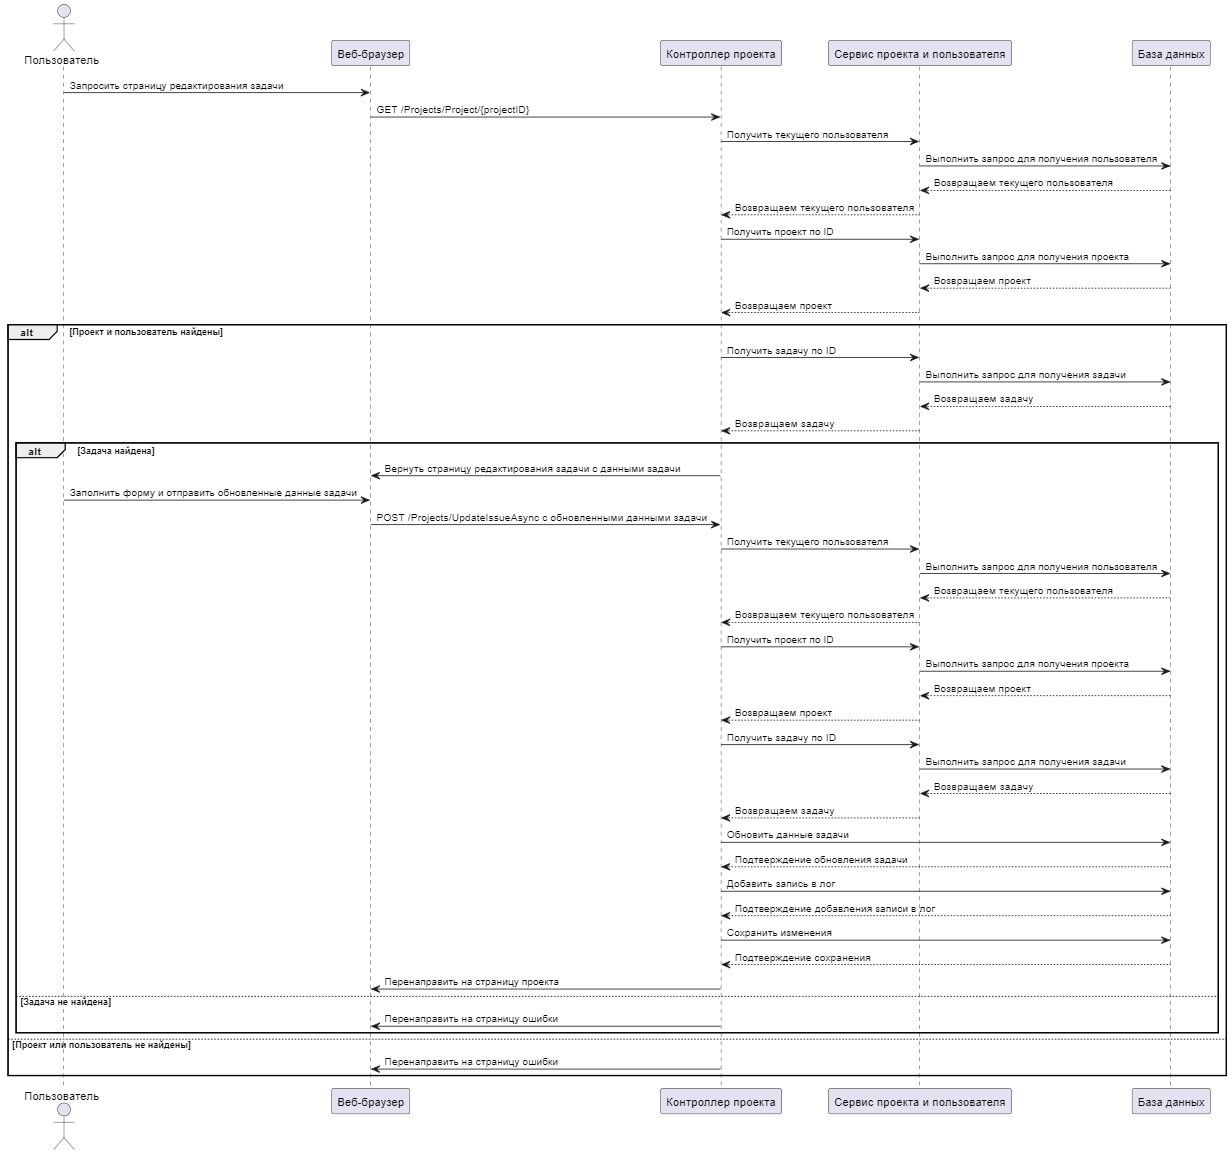 Пользователь
Веб-браузер
Контроллер проекта
Сервис проекта и пользователя
База данных
Запросить страницу редактирования задачи
GET /Projects/Project/{projectID}
Получить текущего пользователя
Выполнить запрос для получения пользователя
Возвращаем текущего пользователя
Возвращаем текущего пользователя
Получить проект по ID
Выполнить запрос для получения проекта
Возвращаем проект
Возвращаем проект
alt [Проект и пользователь найдены]
Получить задачу по ID
Выполнить запрос для получения задачи
Возвращаем задачу
Возвращаем задачу
alt [Задача найдена]
Вернуть страницу редактирования задачи с данными задачи
Заполнить форму и отправить обновленные данные задачи
POST /Projects/UpdateIssueAsync с обновленными данными задачи
Получить текущего пользователя
Выполнить запрос для получения пользователя
Возвращаем текущего пользователя
Возвращаем текущего пользователя
Получить проект по ID
Выполнить запрос для получения проекта
Возвращаем проект
Возвращаем проект
Получить задачу по ID
Выполнить запрос для получения задачи
Возвращаем задачу
Возвращаем задачу
Обновить данные задачи
Подтверждение обновления задачи
Добавить запись в лог
Подтверждение добавления записи в лог
Сохранить изменения
Подтверждение сохранения
Перенаправить на страницу проекта
[Задача не найдена]
Перенаправить на страницу ошибки
[Проект или пользователь не найдены]
Перенаправить на страницу ошибки
Пользователь
Веб-браузер
Контроллер проекта
Сервис проекта и пользователя
База данных